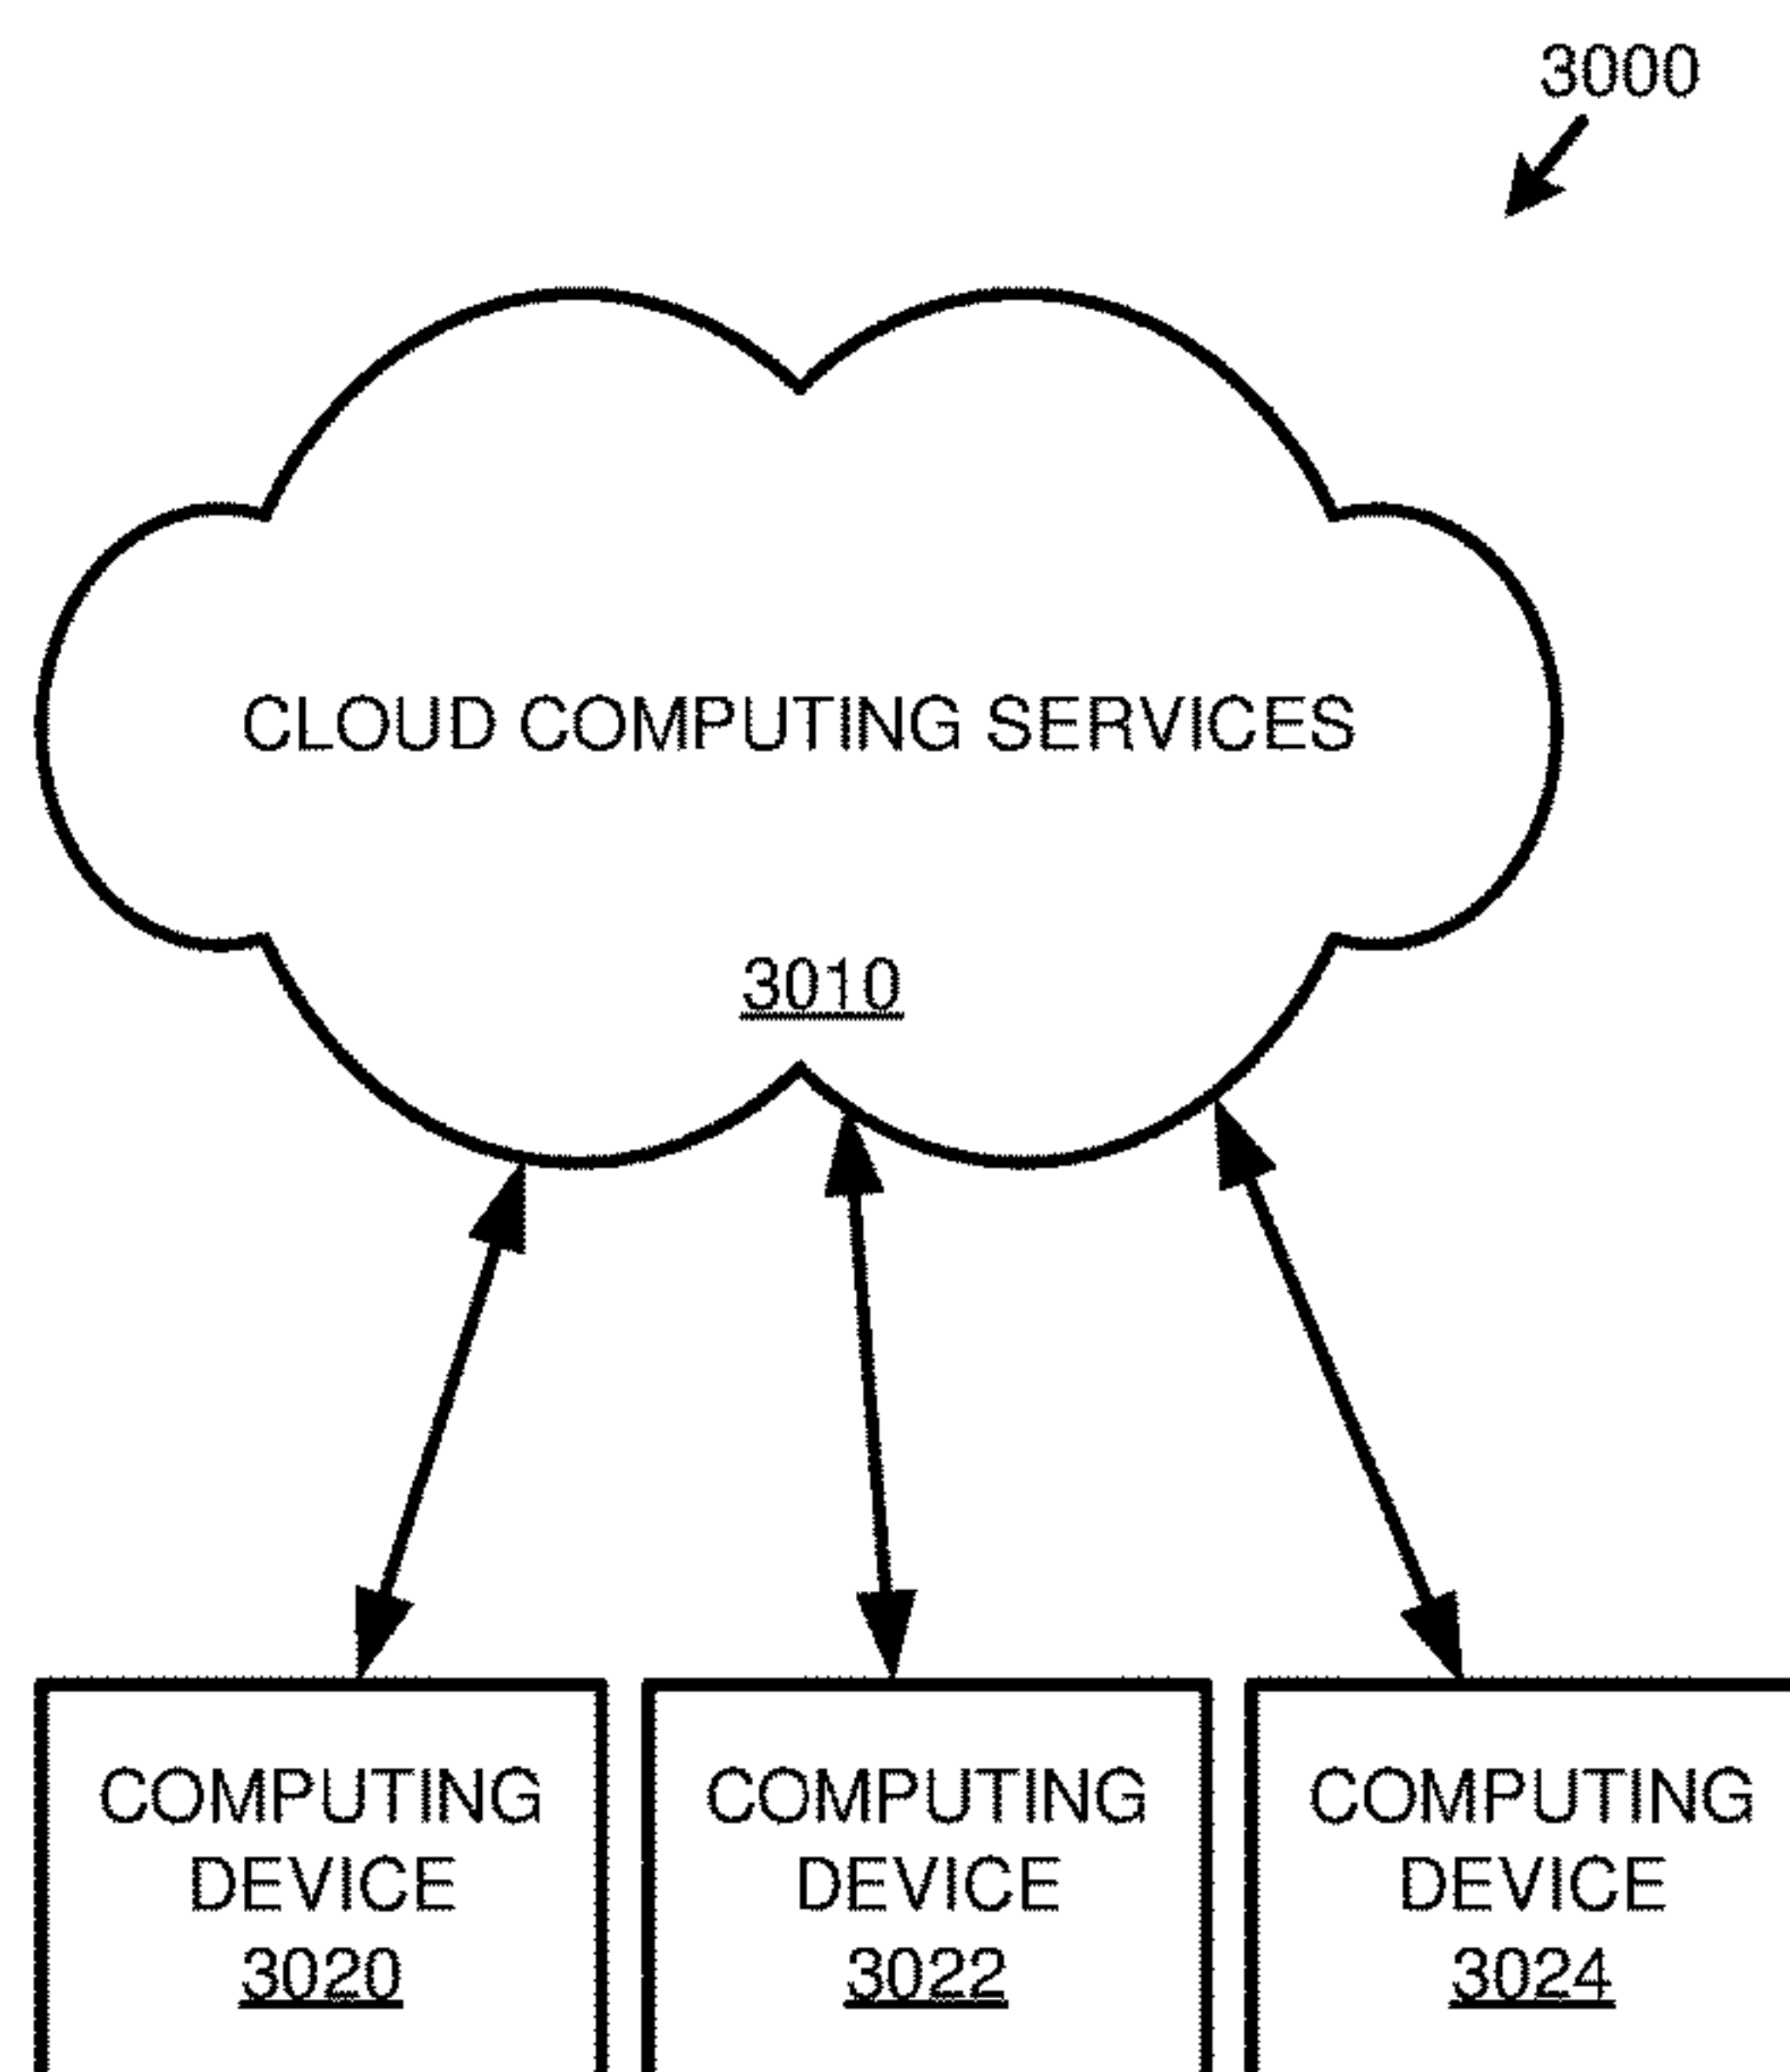 3000
CLOUD COMPUTING SERVICES
3010
COMPUTING
DEVICE
3020
COMPUTING
DEVICE
3022
COMPUTING
DEVICE
3024